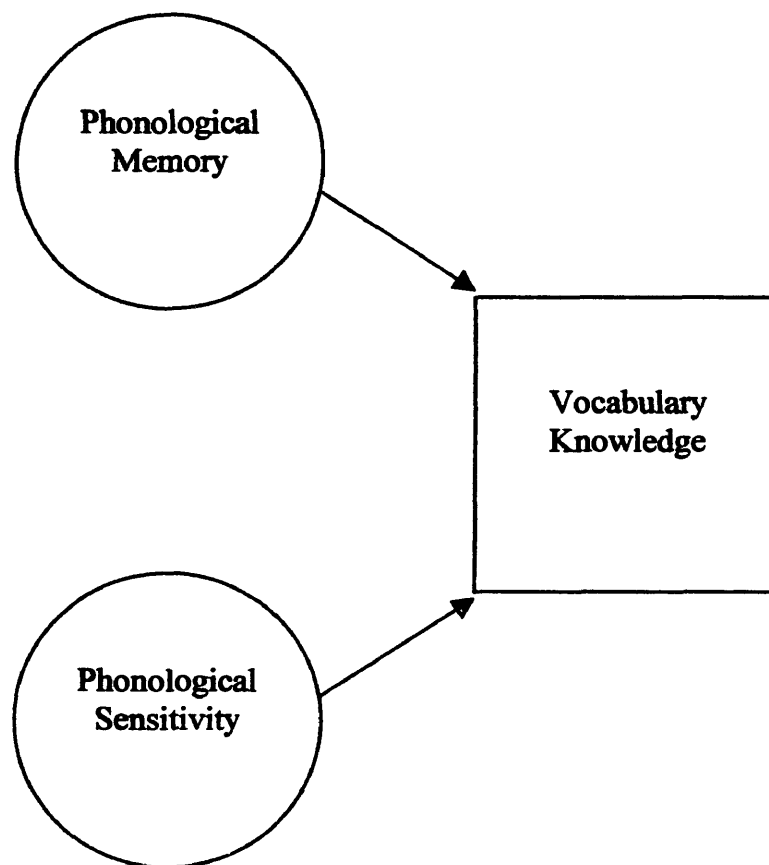 Phonological
Memory
Vocabulary
Knowledge
Phonological
Sensitivity